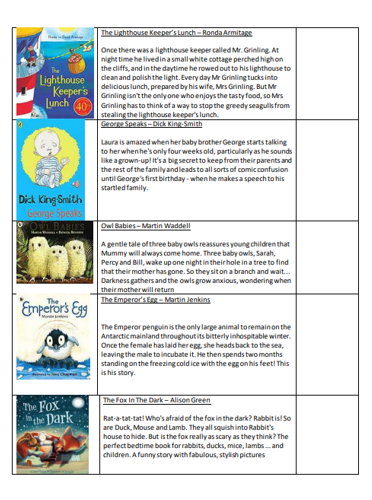 The Lighthouse Keeper's Lunch – Ronda Armitage
Once there was a lighthouse keeper called Mr. Grinling. At
night time he lived in a small white cottage perched high on
the cliffs, and in the daytime he rowed out to his lighthouse to
clean and polish the light. Every day Mr Grinling tucks into
delicious lunch, prepared by his wife, Mrs Grinling. But Mr
Grinling isn't the only one who enjoys the tasty food, so Mrs
Grinling has to think of a way to stop the greedy seagulls from
stealing the lighthouse keeper's lunch.
The
Lighthouse
Keeper's
Lunch
40
George Speaks – Dick King-Smith
Laura is amazed when her baby brother George starts talking
to her when he's only four weeks old, particularly as he sounds
like a grown-up! It's a big secret to keep from their parents and
the rest of the family and leads to all sorts of comic confusion
until George's first birthday - when he makes a speech to his
startled family.
Dick King-Smith
George Speaks
Owl Babies – Martin Waddell
A gentle tale of three baby owls reassures young children that
Mummy will always come home. Three baby owls, Sarah,
Percy and Bill, wake up one night in their hole in a tree to find
that their mother has gone. So they sit on a branch and wait...
Darkness gathers and the owls grow anxious, wondering when
their mother will return
OWL BABIES
The Emperor's Egg – Martin Jenkins
The Emperor penguin is the only large animal to remain on the
Antarctic mainland throughout its bitterly inhospitable winter.
Once the female has laid her egg, she heads back to the sea,
leaving the male to incubate it. He then spends two months
standing on the freezing cold ice with the egg on his feet! This
is his story.
The
Emperor's Egg
Martin Jenkins
The Fox In the Dark – Alison Green
Rat-a-tat-tat! Who's afraid of the fox in the dark? Rabbit is! So
are Duck, Mouse and Lamb. They all squish into Rabbit's
house to hide. But is the fox really as scary as they think? The
perfect bedtime book for rabbits, ducks, mice, lambs ... and
children. A funny story with fabulous, stylish pictures
The Fox
in the Dark